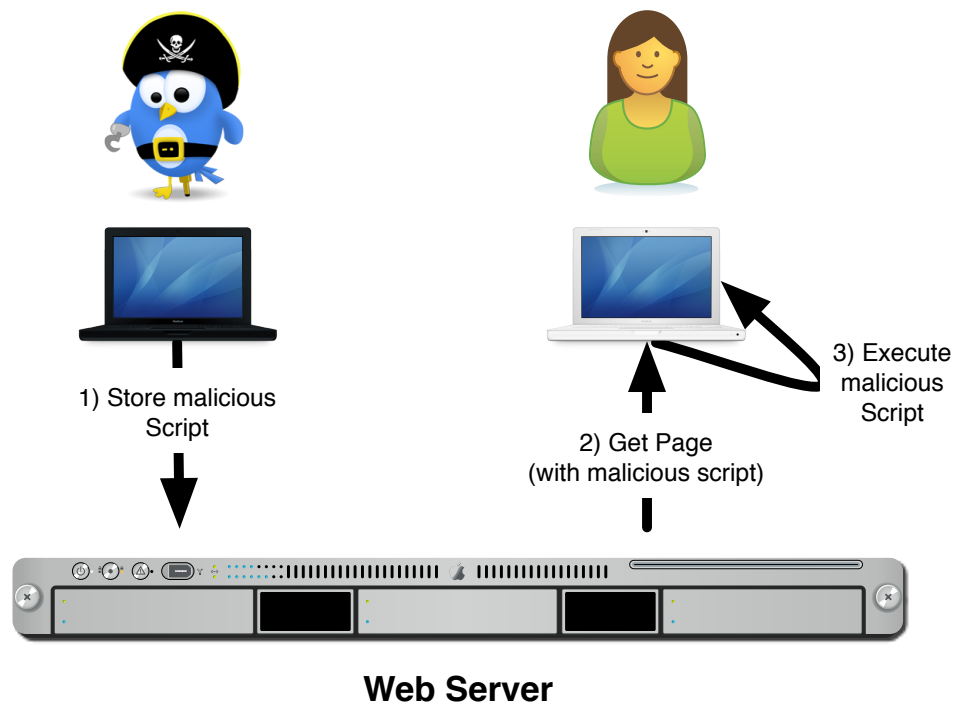 1) Store malicious
Script
2) Get Page
(with malicious script)
3) Execute
malicious
Script
Web Server